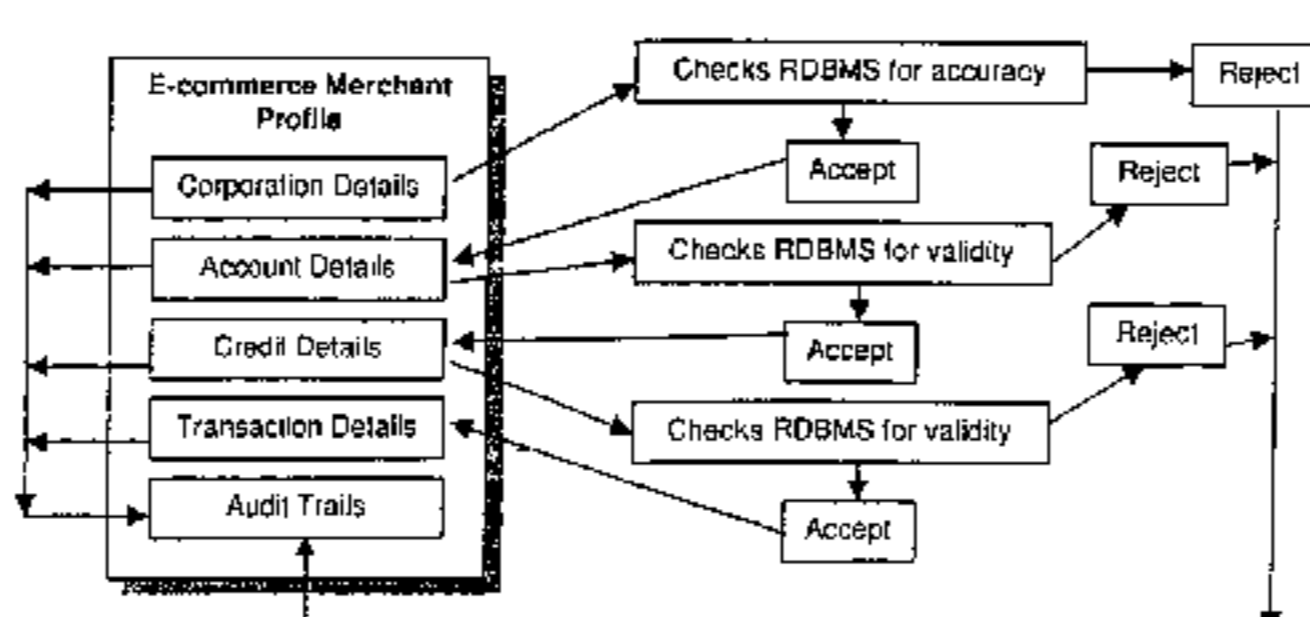 E-commerce Merchant
Profile
Corporation Details
Account Details
Credit Details
Transaction Details
Audit Trails
Checks RDBMS for accuracy
Reject
Accept
Reject
Checks RDBMS for validity
Accept
Reject
Checks RDBMS for validity
Accept